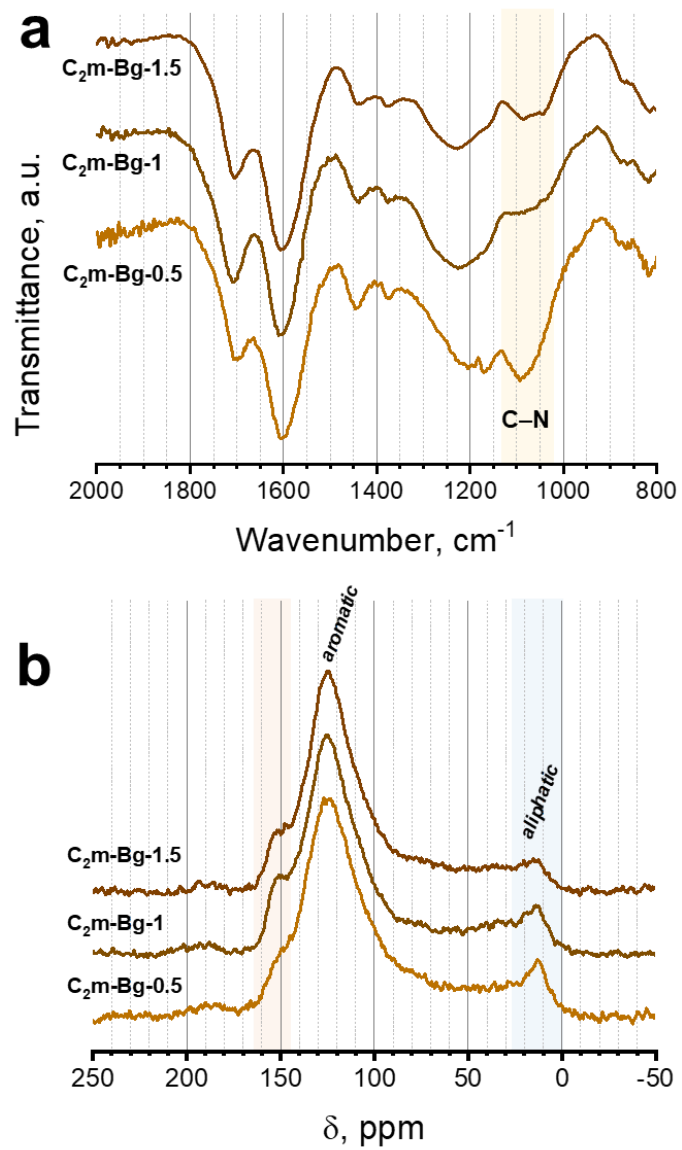 a
C₂m-Bg-1.5
C₂m-Bg-1
C₂m-Bg-0.5
Transmittance, a.u.
C–N
2000 1800 1600 1400 1200 1000 800
Wavenumber, cm⁻¹
b
aromatic
aliphatic
C₂m-Bg-1.5
C₂m-Bg-1
C₂m-Bg-0.5
250 200 150 100 50 0 -50
δ, ppm